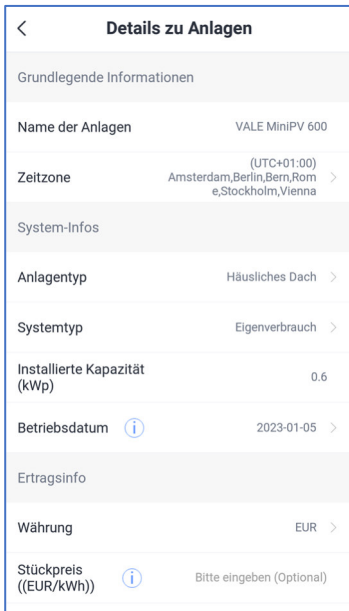 Details zu Anlagen
Grundlegende Informationen
Name der Anlagen VALE MiniPV 600
Zeitzone (UTC+01:00)
Amsterdam,Berlin,Bern,Rom
e,Stockholm,Vienna
System-Infos
Anlagentyp Häusliches Dach
Systemtyp Eigenverbrauch
Installierte Kapazität
(kWp) 0.6
Betriebsdatum 2023-01-05
Ertragsinfo
Währung EUR
Stückpreis
((EUR/kWh)) Bitte eingeben (Optional)